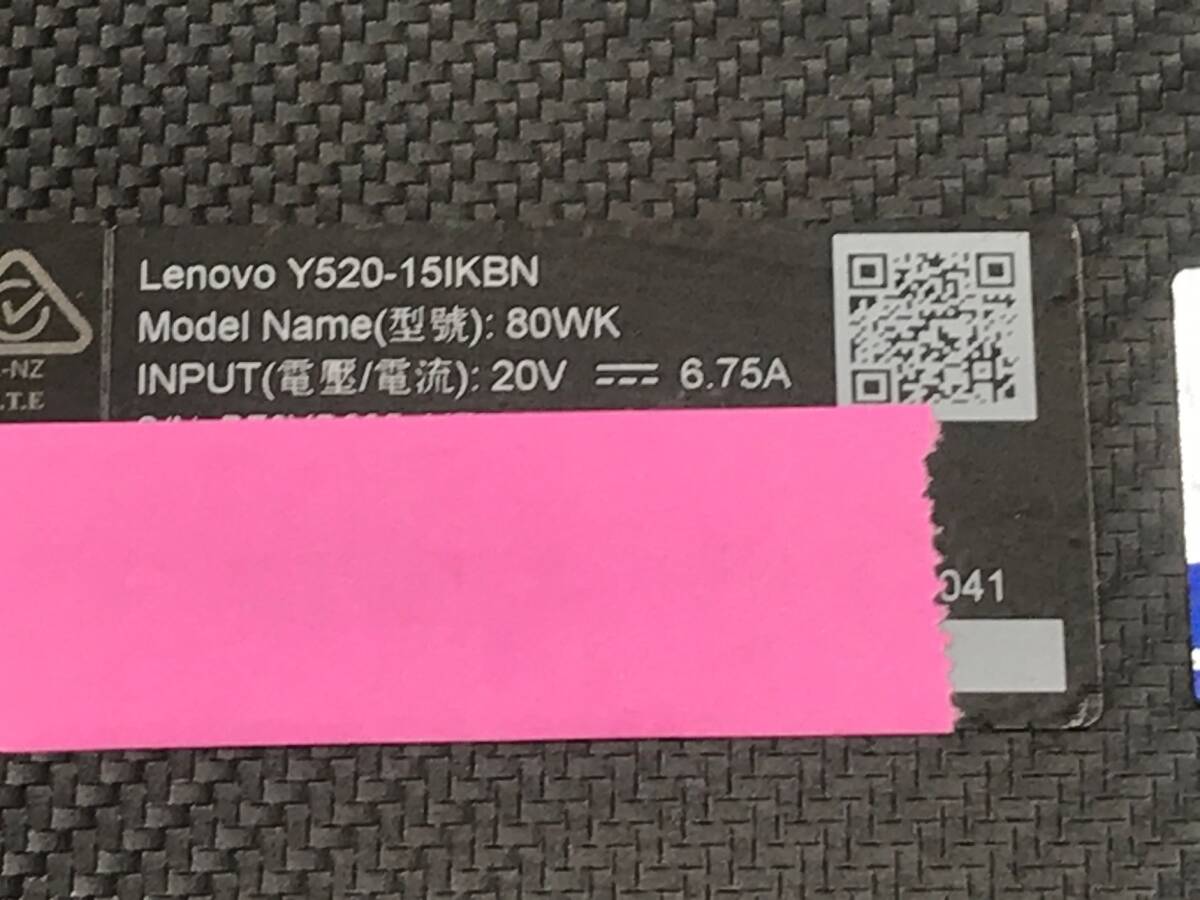 Lenovo Y520-15IKBN
Model Name(型號): 80WK
INPUT(電壓/電流): 20V ⎓ 6.75A
-NZ
.T.E
041